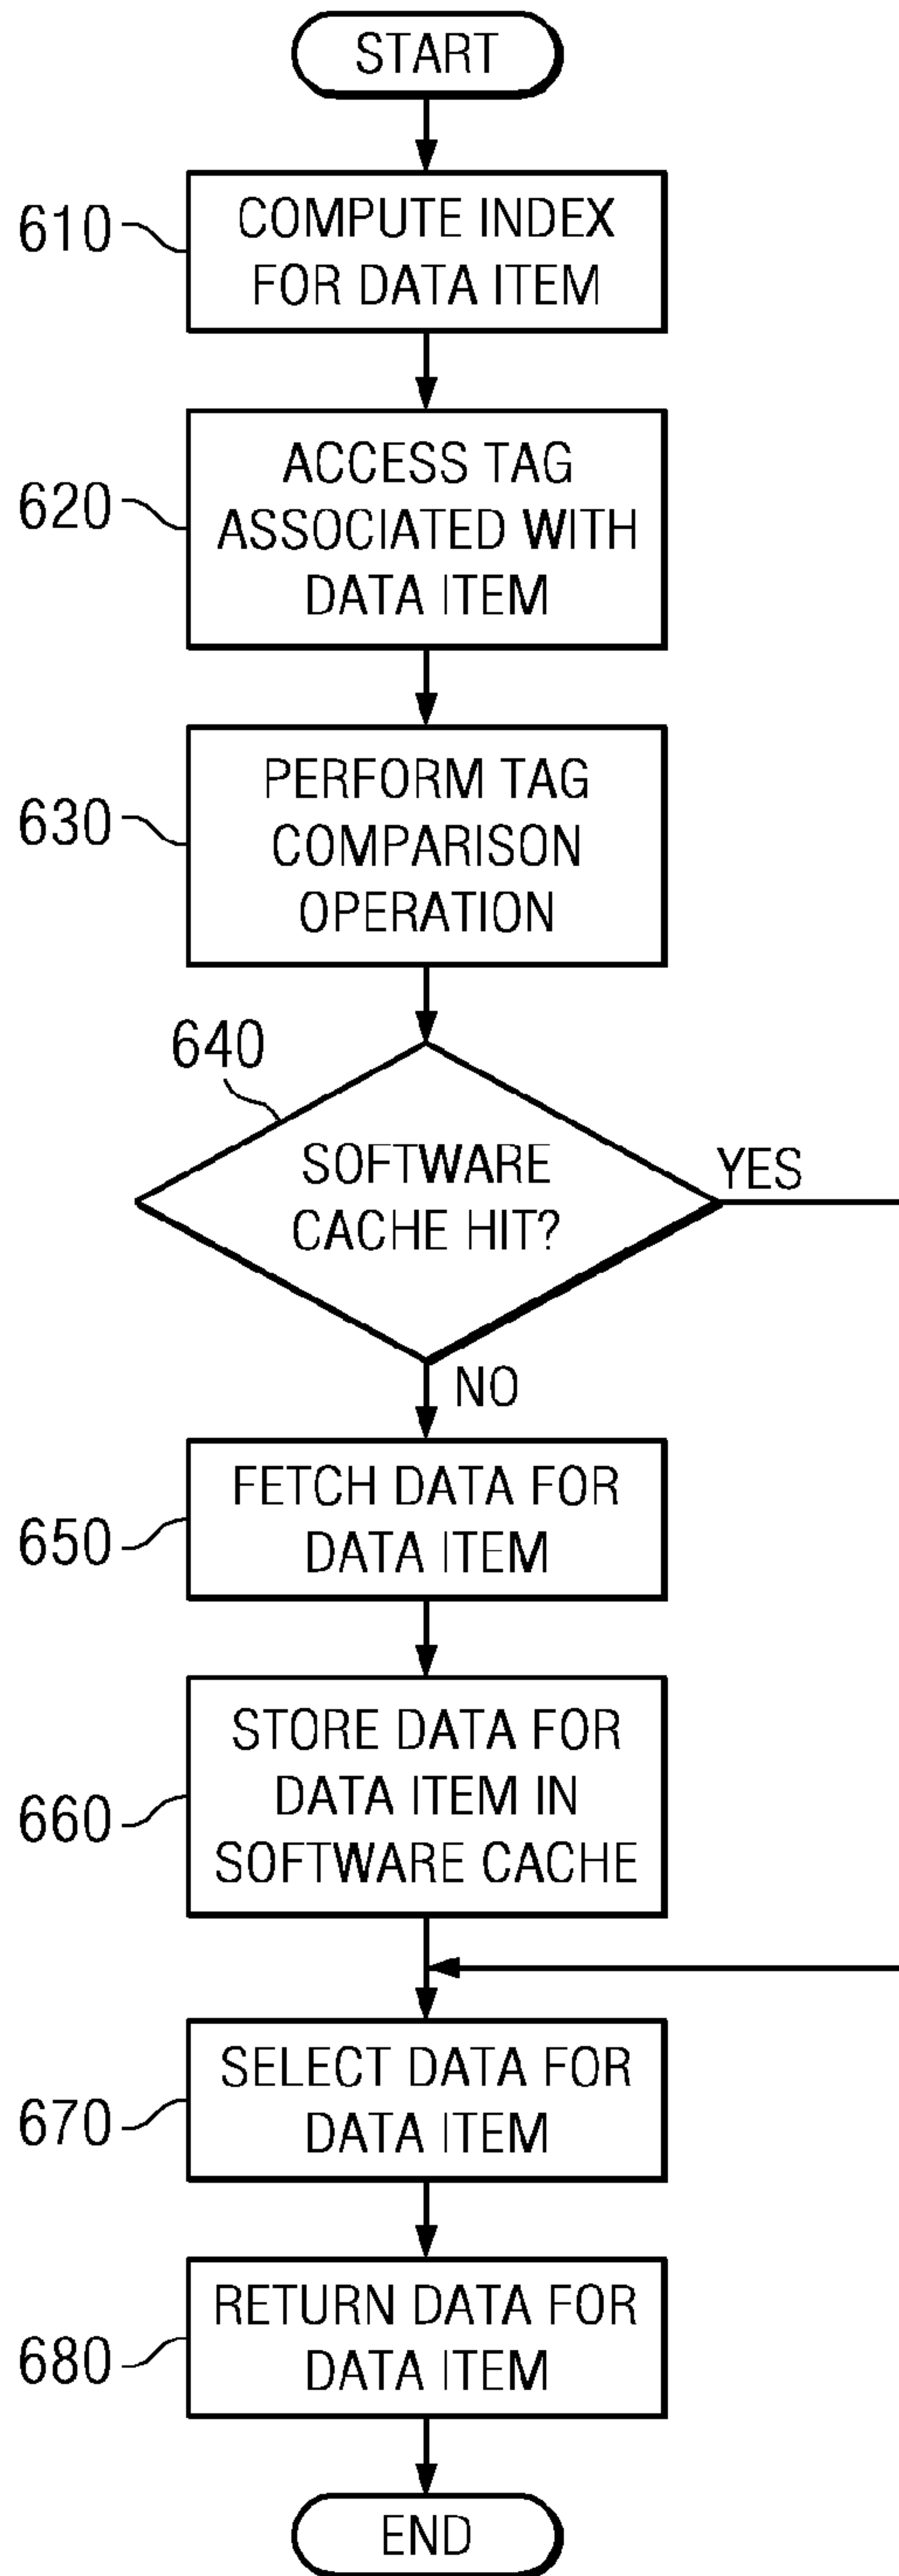 START
610
COMPUTE INDEX
FOR DATA ITEM
620
ACCESS TAG
ASSOCIATED WITH
DATA ITEM
630
PERFORM TAG
COMPARISON
OPERATION
640
SOFTWARE
CACHE HIT?
YES
NO
650
FETCH DATA FOR
DATA ITEM
660
STORE DATA FOR
DATA ITEM IN
SOFTWARE CACHE
670
SELECT DATA FOR
DATA ITEM
680
RETURN DATA FOR
DATA ITEM
END